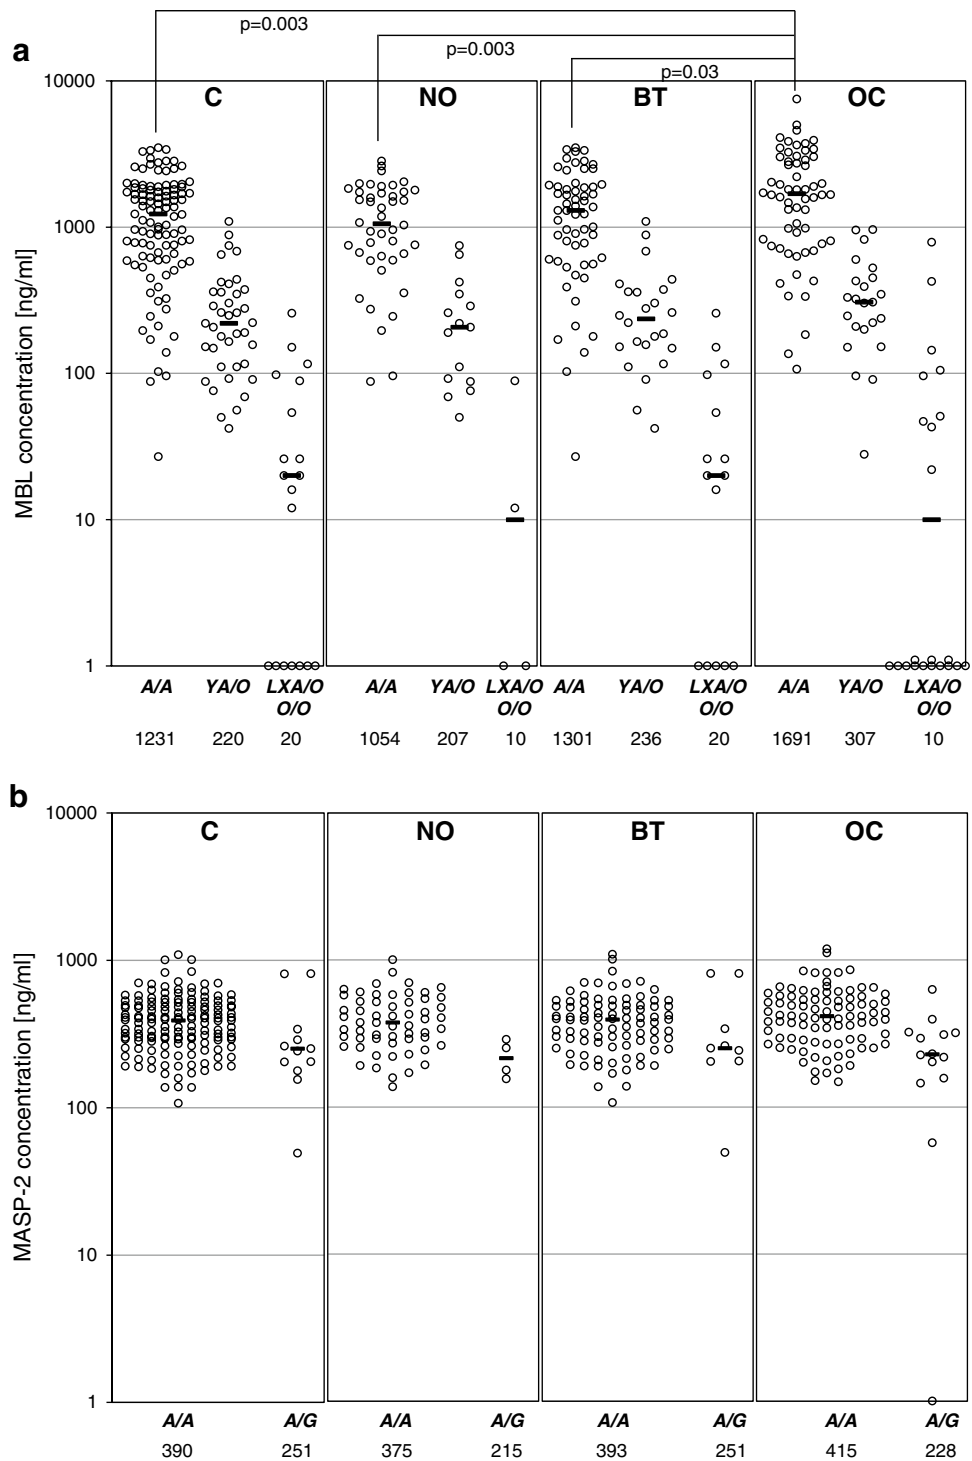 p=0.003
a
p=0.003
p=0.03
10000
C
NO
BT
OC
1000
MBL concentration [ng/ml]
100
10
1
A/A YA/O LXA/O A/A YA/O LXA/O A/A YA/O LXA/O A/A YA/O LXA/O
O/O O/O O/O O/O
1231 220 20 1054 207 10 1301 236 20 1691 307 10
b
10000
C
NO
BT
OC
1000
MASP-2 concentration [ng/ml]
100
10
1
A/A A/G A/A A/G A/A A/G A/A A/G
390 251 375 215 393 251 415 228